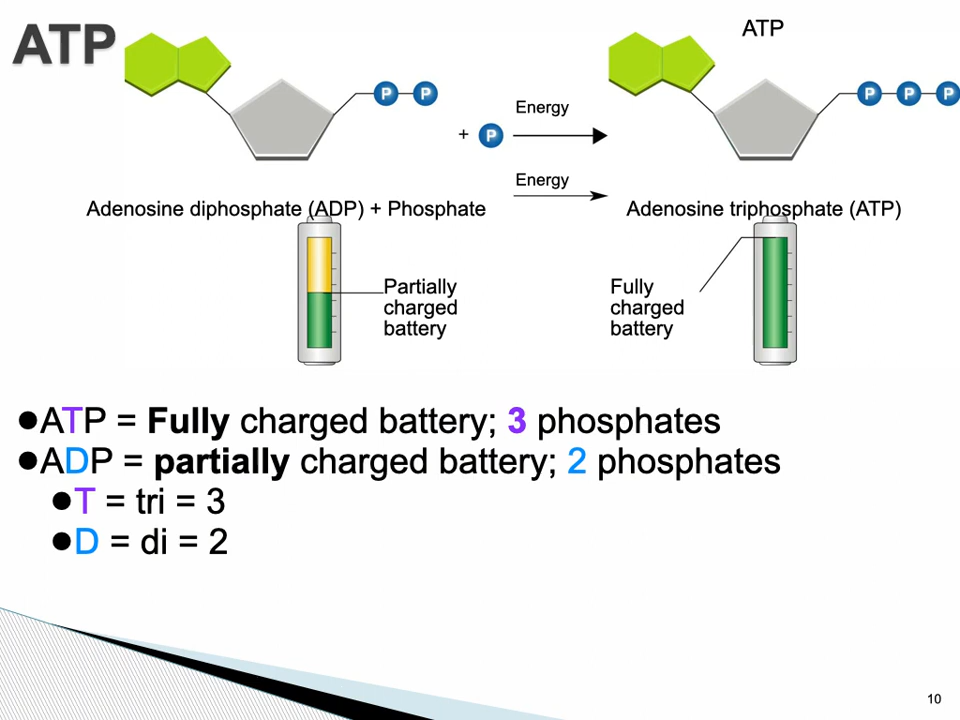 ATP
ATP
P P
+ P
Energy
P P P
Energy
Adenosine diphosphate (ADP) + Phosphate
Adenosine triphosphate (ATP)
Partially
charged
battery
Fully
charged
battery
●ATP = Fully charged battery; 3 phosphates
●ADP = partially charged battery; 2 phosphates
●T = tri = 3
●D = di = 2
10